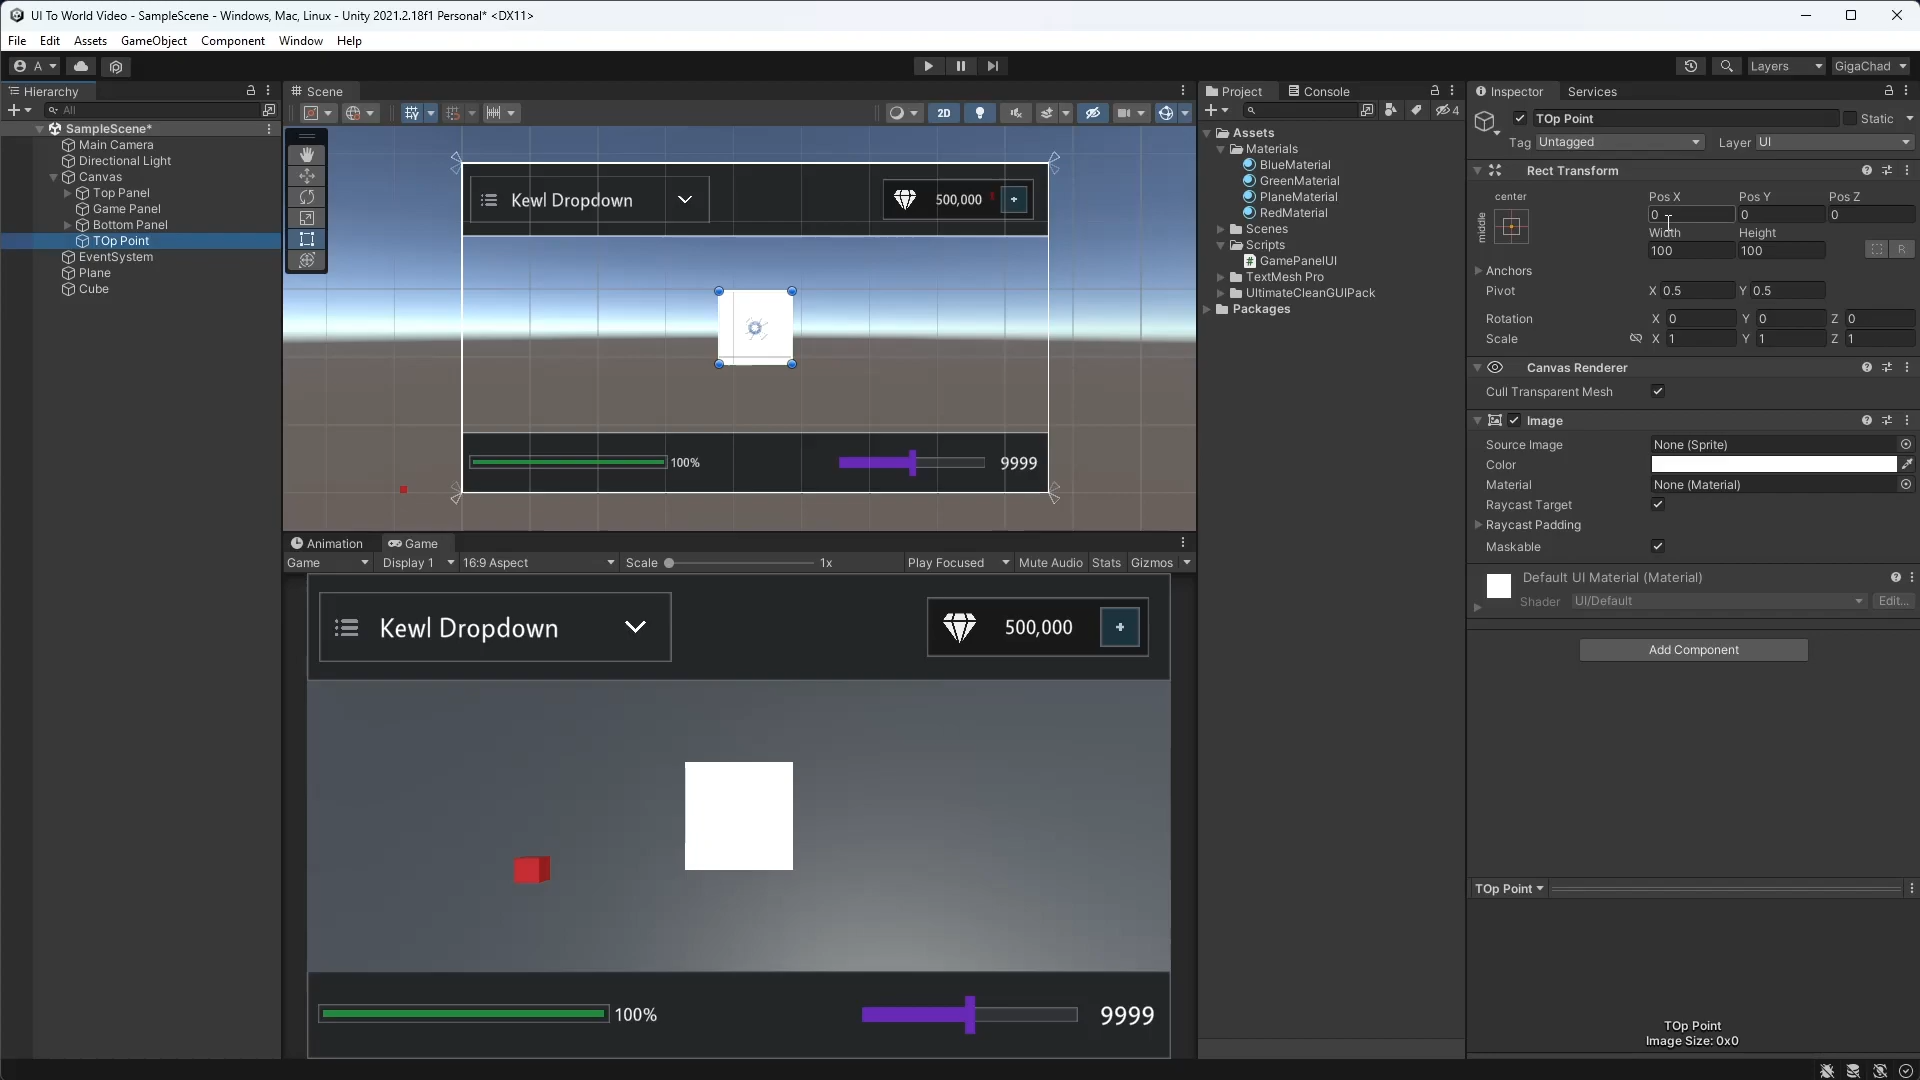 UI To World Video - SampleScene - Windows, Mac, Linux - Unity 2021.2.18f1 Personal* <DX11>
File Edit Assets GameObject Component Window Help
A
Layers
GigaChad
Hierarchy
All
SampleScene*
Main Camera
Directional Light
Canvas
Top Panel
Game Panel
Bottom Panel
TOp Point
EventSystem
Plane
Cube
Scene
2D
Kewl Dropdown
500,000
+
100%
9999
Animation
Game
Game
Display 1
16:9 Aspect
Scale
1x
Play Focused
Mute Audio
Stats
Gizmos
Kewl Dropdown
500,000
+
100%
9999
Project
Console
4
Assets
Materials
BlueMaterial
GreenMaterial
PlaneMaterial
RedMaterial
Scenes
Scripts
GamePanelUI
TextMesh Pro
UltimateCleanGUIPack
Packages
Inspector
Services
TOp Point
Static
Tag Untagged
Layer UI
Rect Transform
center
middle
Pos X Pos Y Pos Z
0 0 0
Width Height
100 100
R
Anchors
Pivot X 0.5 Y 0.5
Rotation X 0 Y 0 Z 0
Scale X 1 Y 1 Z 1
Canvas Renderer
Cull Transparent Mesh
Image
Source Image None (Sprite)
Color
Material None (Material)
Raycast Target
Raycast Padding
Maskable
Default UI Material (Material)
Shader UI/Default Edit...
Add Component
TOp Point
TOp Point
Image Size: 0x0